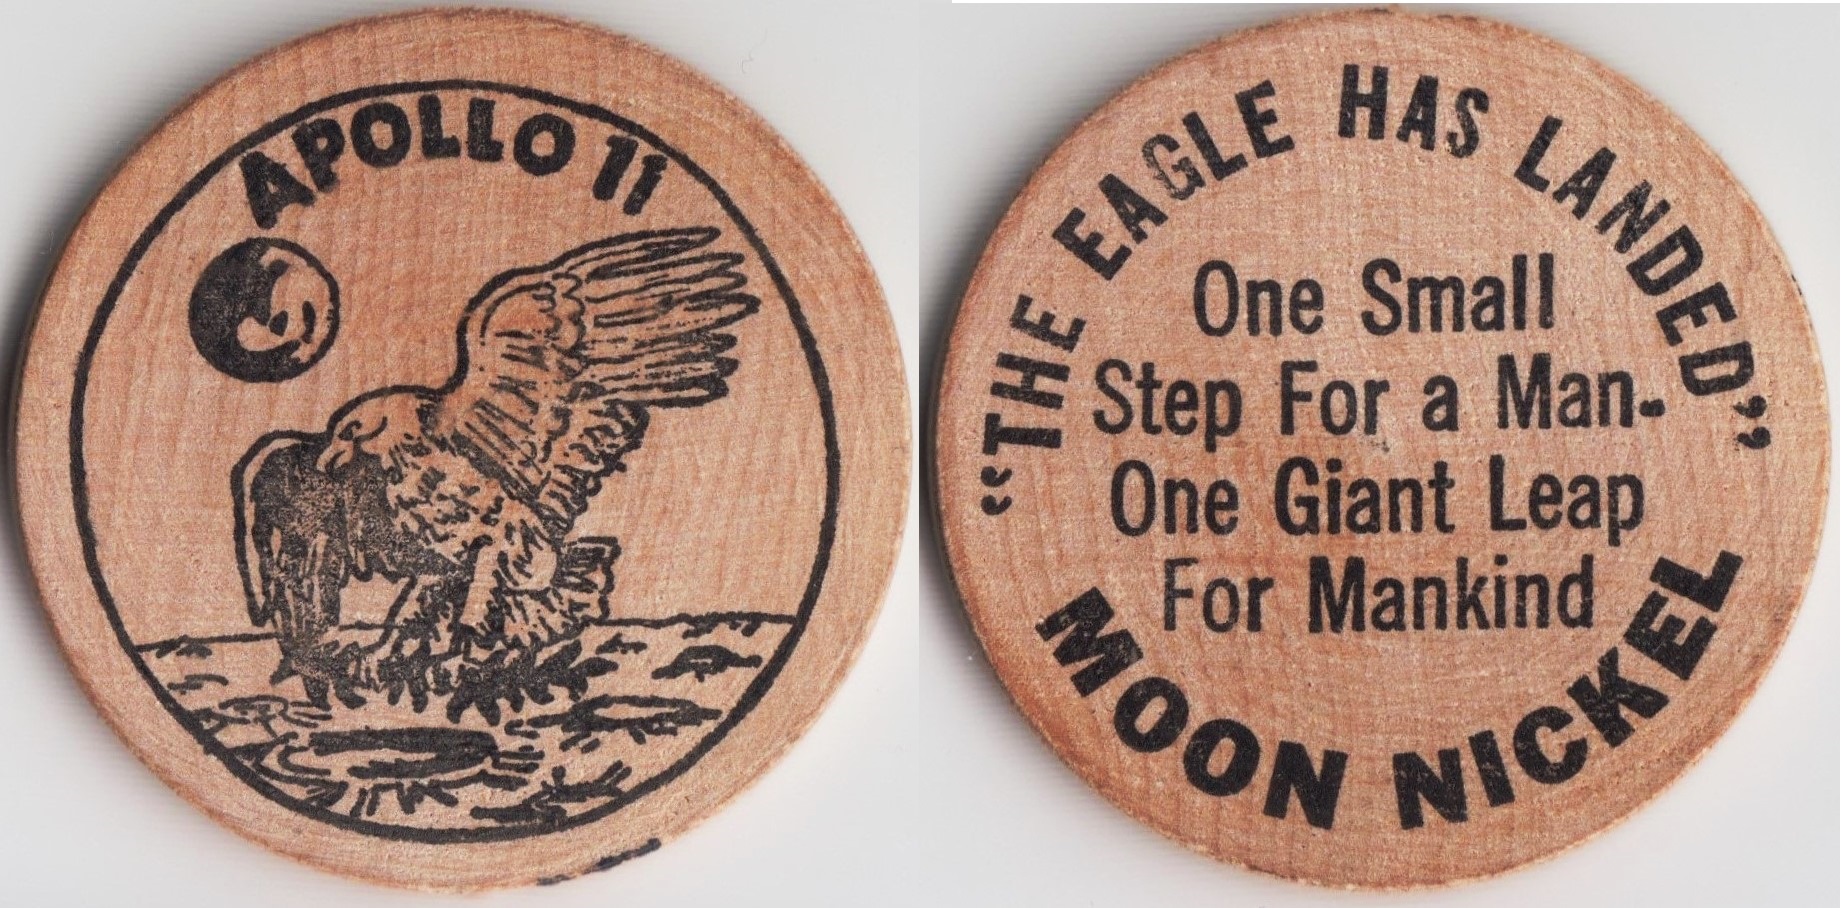 APOLLO 11
“THE EAGLE HAS LANDED”
One Small
Step For a Man-
One Giant Leap
For Mankind
MOON NICKEL